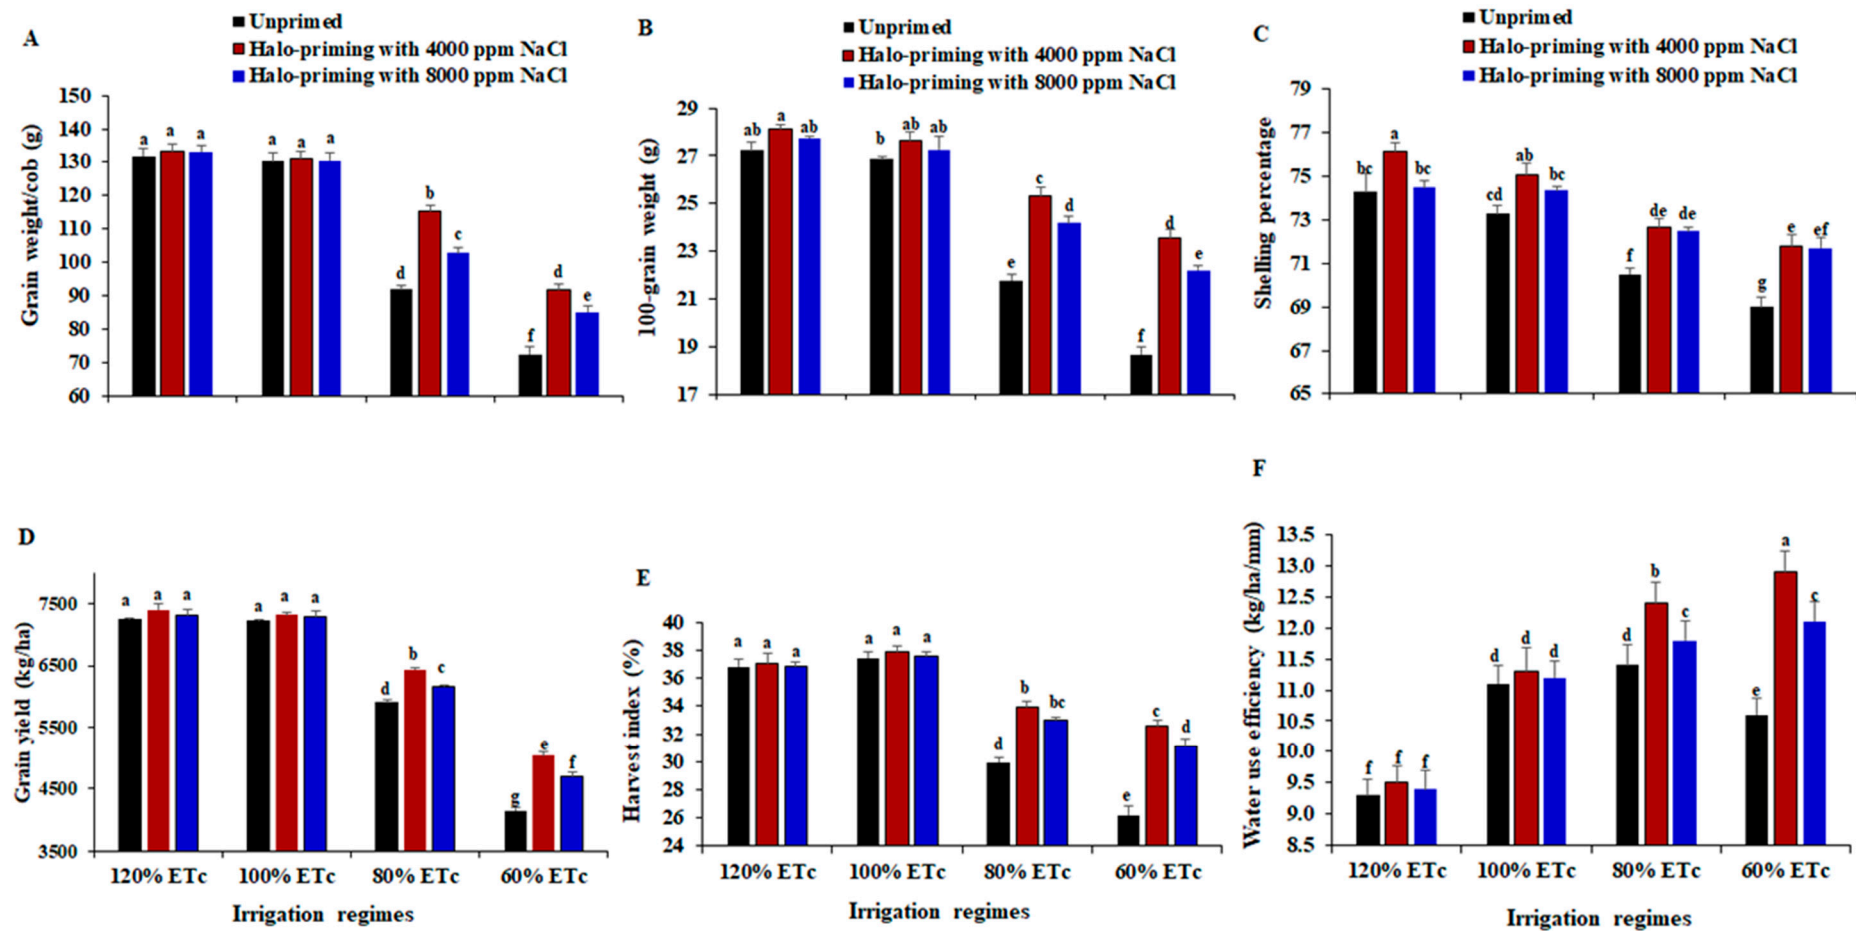 A
Unprimed
Halo-priming with 4000 ppm NaCl
Halo-priming with 8000 ppm NaCl
Grain weight/cob (g)
150
140
130
120
110
100
90
80
70
60
a a a
a a a
d b c
f d e
B
Unprimed
Halo-priming with 4000 ppm NaCl
Halo-priming with 8000 ppm NaCl
100-grain weight (g)
29
27
25
23
21
19
17
ab a ab
b ab ab
e c d
f d e
C
Unprimed
Halo-priming with 4000 ppm NaCl
Halo-priming with 8000 ppm NaCl
Shelling percentage
79
77
75
73
71
69
67
65
bc a bc
cd ab bc
f de de
g e ef
D
Grain yield (kg/ha)
7500
6500
5500
4500
3500
a a a
a a a
d b c
g e f
120% ETc 100% ETc 80% ETc 60% ETc
Irrigation regimes
E
Harvest index (%)
40
38
36
34
32
30
28
26
24
a a a
a a a
d b bc
e c d
120% ETc 100% ETc 80% ETc 60% ETc
Irrigation regimes
F
Water use efficiency (kg/ha/mm)
13.5
13.0
12.5
12.0
11.5
11.0
10.5
10.0
9.5
9.0
8.5
f f f
d d d
d b c
e a c
120% ETc 100% ETc 80% ETc 60% ETc
Irrigation regimes